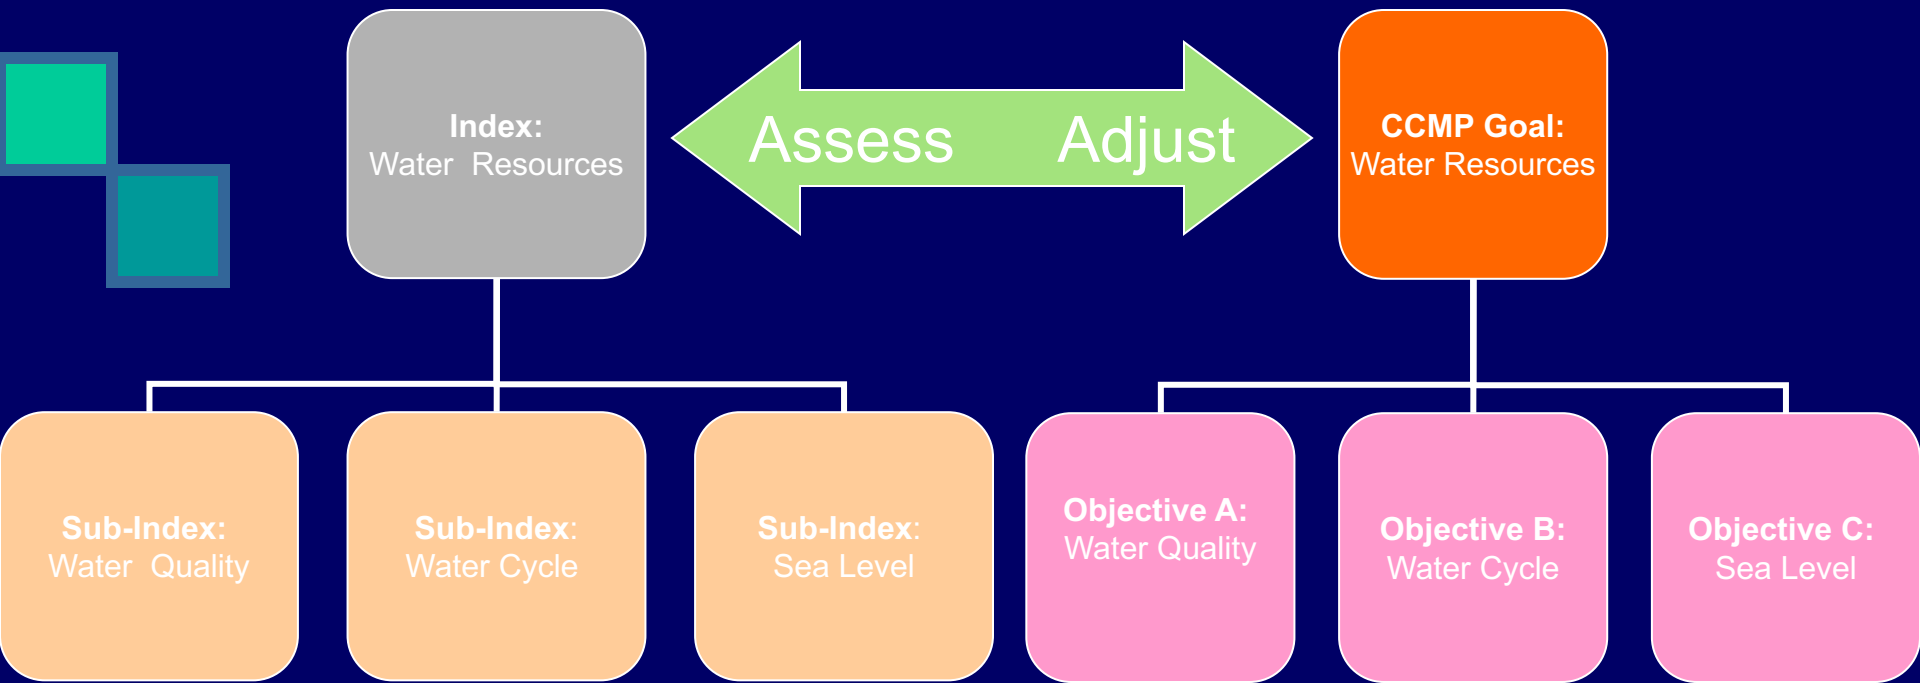 Index:
Water  Resources
Assess Adjust
CCMP Goal:
Water Resources
Sub-Index:
Water  Quality
Sub-Index:
Water Cycle
Sub-Index:
Sea Level
Objective A:
Water Quality
Objective B:
Water Cycle
Objective C:
Sea Level